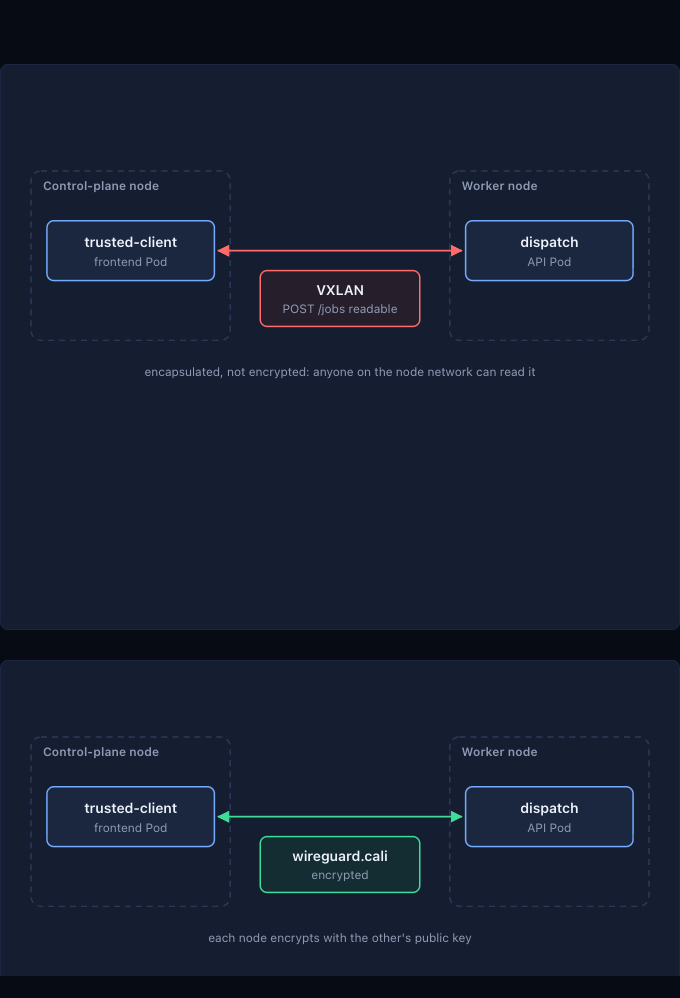 Control-plane node
Worker node
trusted-client
frontend Pod
dispatch
API Pod
VXLAN
POST /jobs readable
encapsulated, not encrypted: anyone on the node network can read it
Control-plane node
Worker node
trusted-client
frontend Pod
dispatch
API Pod
wireguard.cali
encrypted
each node encrypts with the other's public key